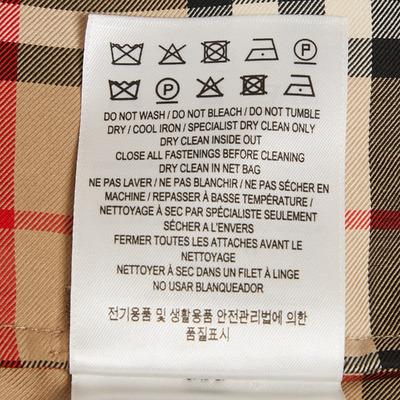 DO NOT WASH / DO NOT BLEACH / DO NOT TUMBLE
DRY / COOL IRON / SPECIALIST DRY CLEAN ONLY
DRY CLEAN INSIDE OUT
CLOSE ALL FASTENINGS BEFORE CLEANING
DRY CLEAN IN NET BAG
NE PAS LAVER / NE PAS BLANCHIR / NE PAS SÉCHER EN
MACHINE / REPASSER À BASSE TEMPÉRATURE /
NETTOYAGE À SEC PAR SPÉCIALISTE SEULEMENT
SÉCHER A L'ENVERS
FERMER TOUTES LES ATTACHES AVANT LE
NETTOYAGE
NETTOYER À SEC DANS UN FILET À LINGE
NO USAR BLANQUEADOR
전기용품 및 생활용품 안전관리법에 의한
품질표시